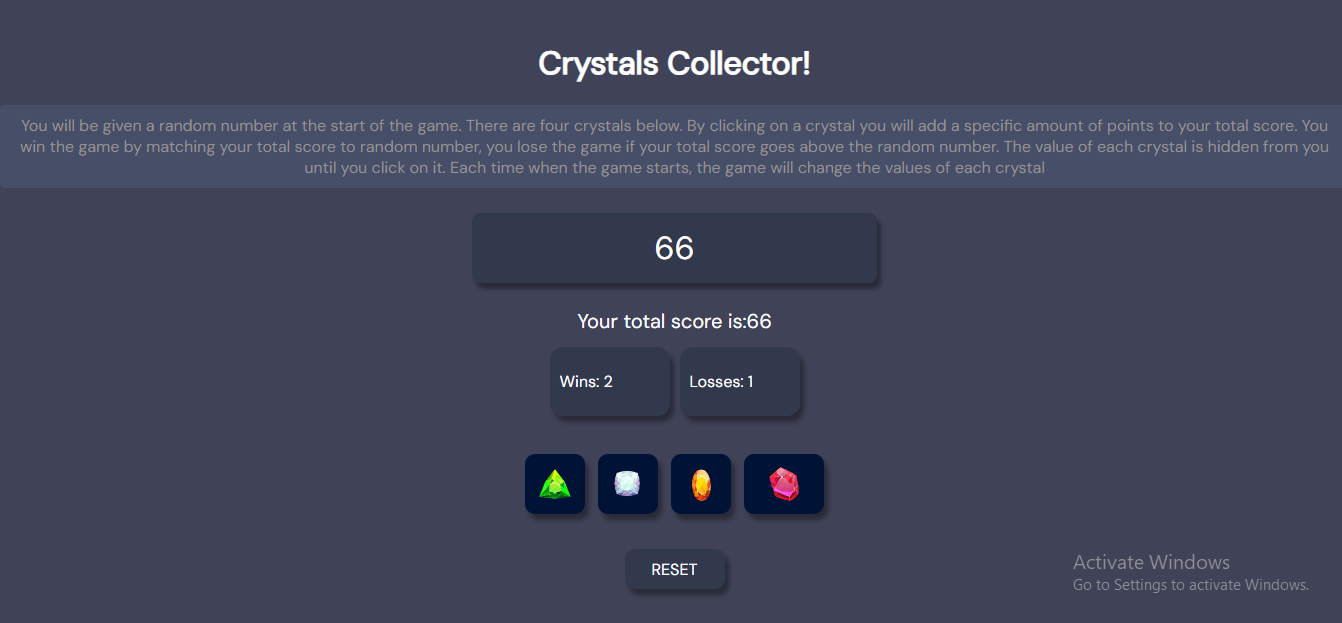 Crystals Collector!
You will be given a random number at the start of the game. There are four crystals below. By clicking on a crystal you will add a specific amount of points to your total score. You
win the game by matching your total score to random number, you lose the game if your total score goes above the random number. The value of each crystal is hidden from you
until you click on it. Each time when the game starts, the game will change the values of each crystal
66
Your total score is:66
Wins: 2
Losses: 1
RESET
Activate Windows
Go to Settings to activate Windows.